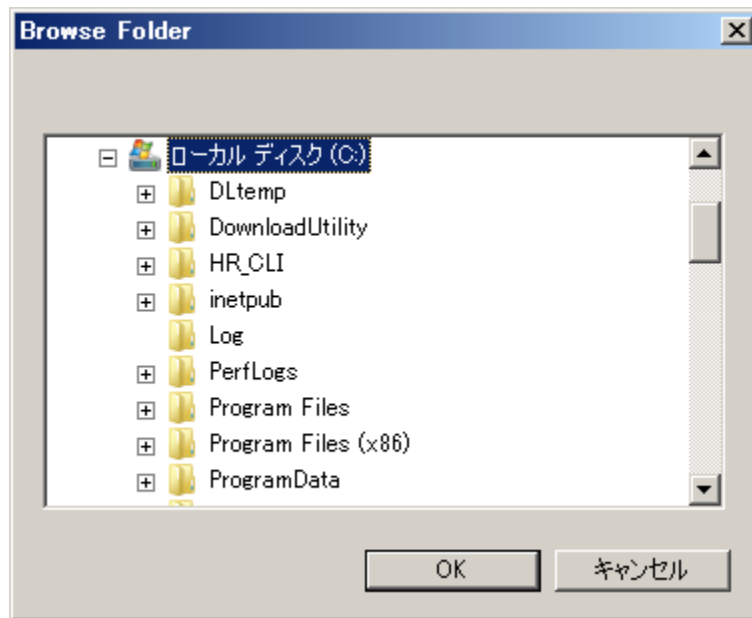 Browse Folder
ローカル ディスク (C:)
DLtemp
DownloadUtility
HR_CLI
inetpub
Log
PerfLogs
Program Files
Program Files (x86)
ProgramData
OK
キャンセル